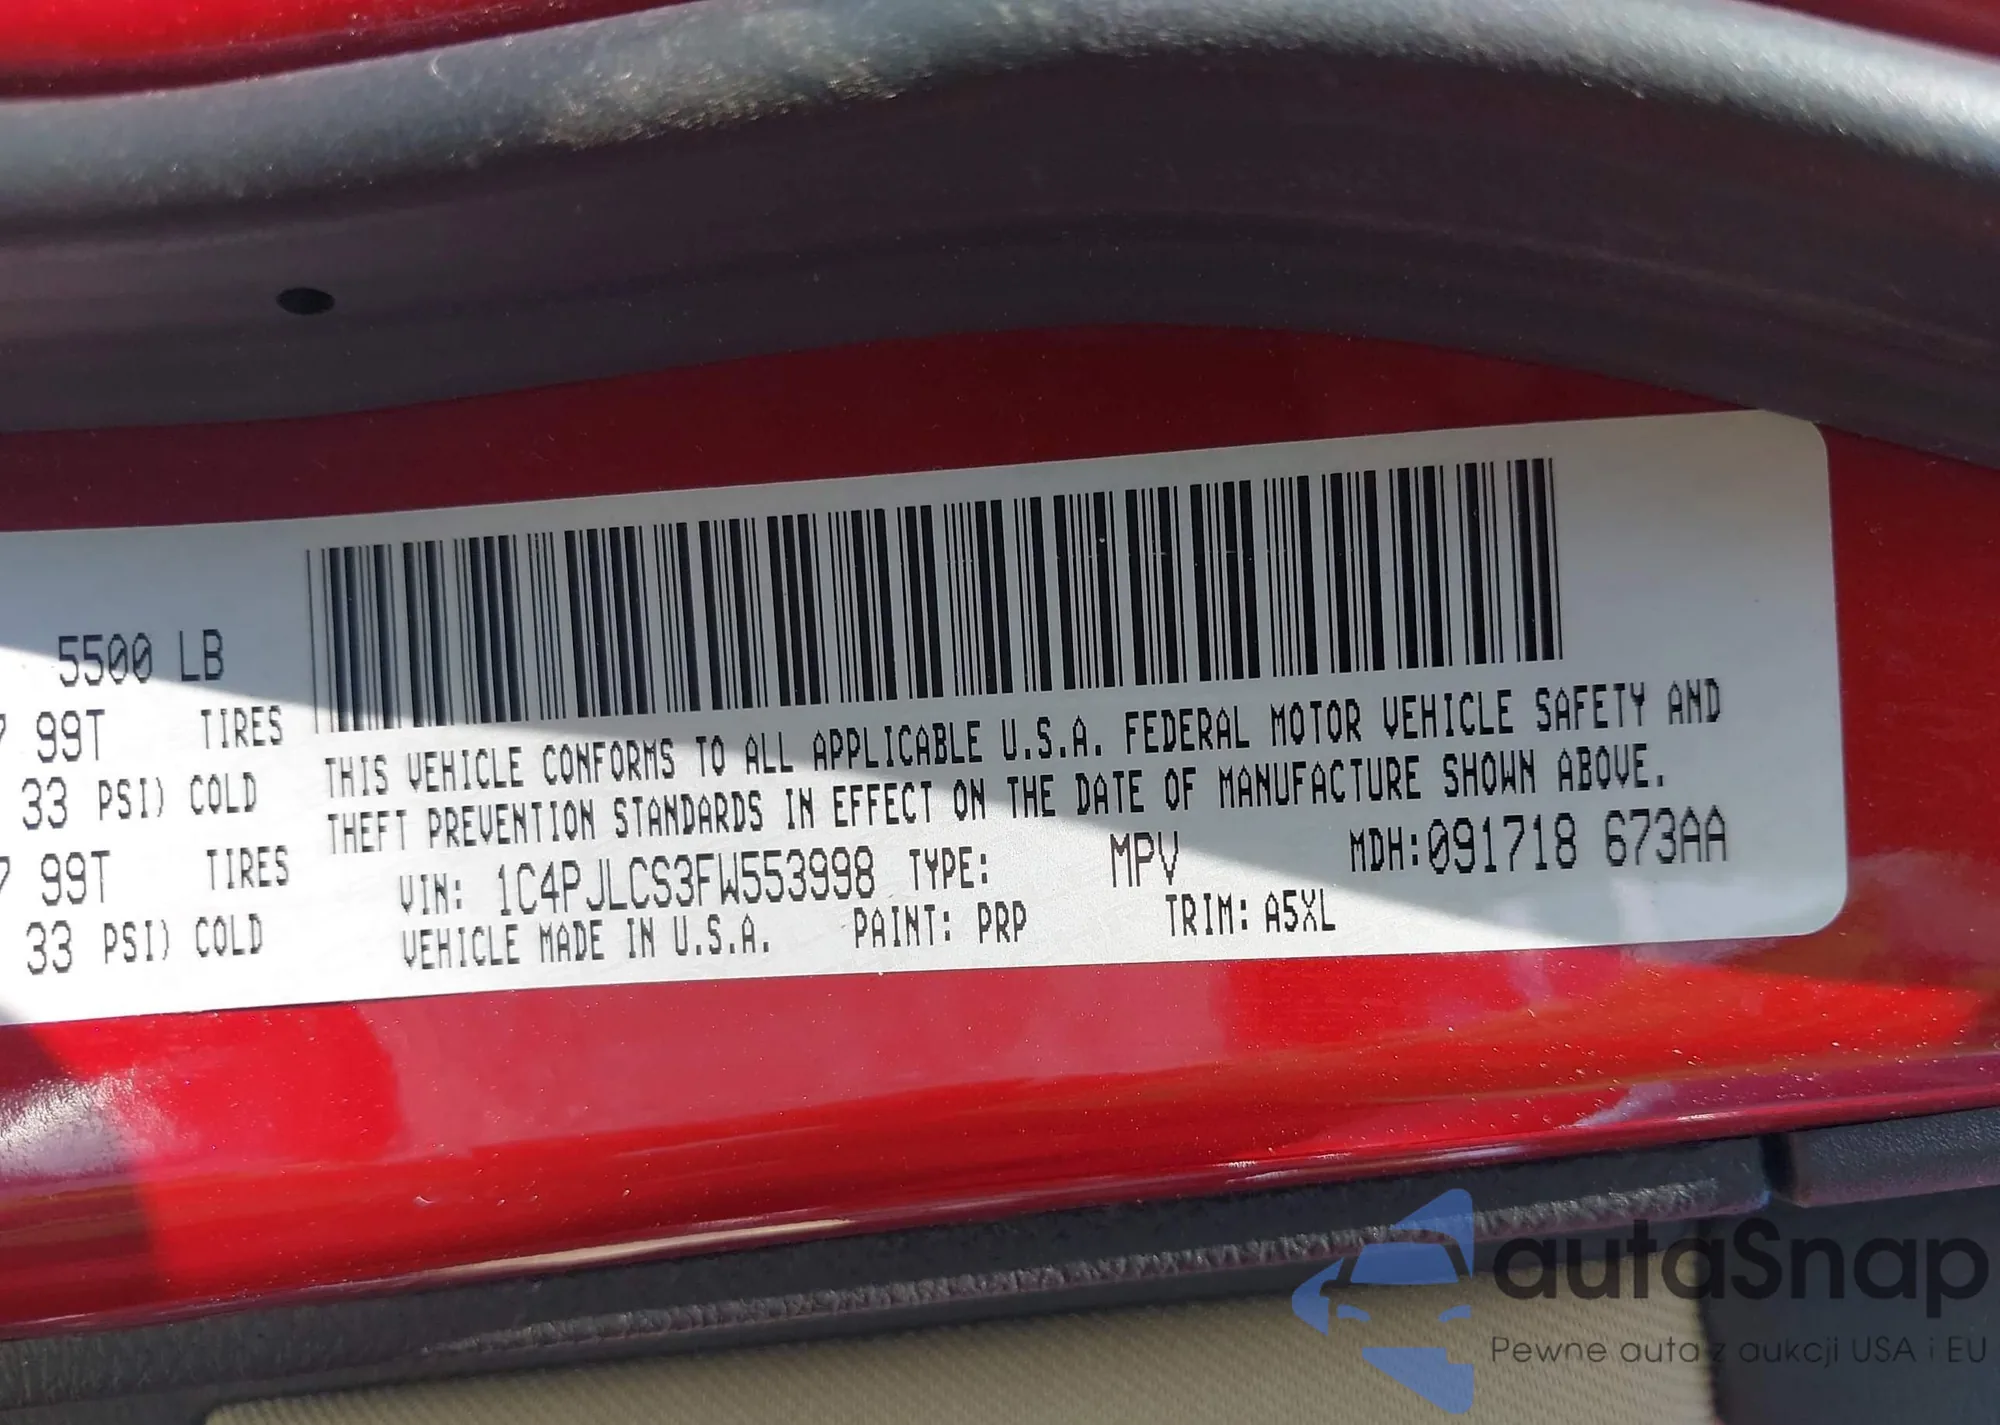 5500 LB
99T TIRES
33 PSI) COLD
99T TIRES
33 PSI) COLD
THIS VEHICLE CONFORMS TO ALL APPLICABLE U.S.A. FEDERAL MOTOR VEHICLE SAFETY AND
THEFT PREVENTION STANDARDS IN EFFECT ON THE DATE OF MANUFACTURE SHOWN ABOVE.
VIN: 1C4PJLCS3FW553998 TYPE: MPV MDH:091718 673AA
VEHICLE MADE IN U.S.A. PAINT: PRP TRIM: A5XL
autaSnap
Pewne auta z aukcji USA i EU